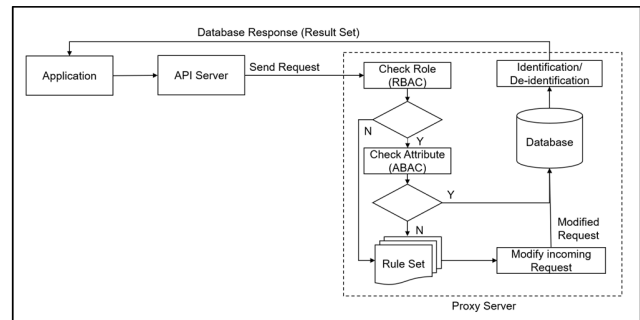 Database Response (Result Set)
Application
API Server
Send Request
Check Role
(RBAC)
Identification/
De-identification
N
Y
Check Attribute
(ABAC)
Database
Y
N
Modified
Request
Rule Set
Modify incoming
Request
Proxy Server